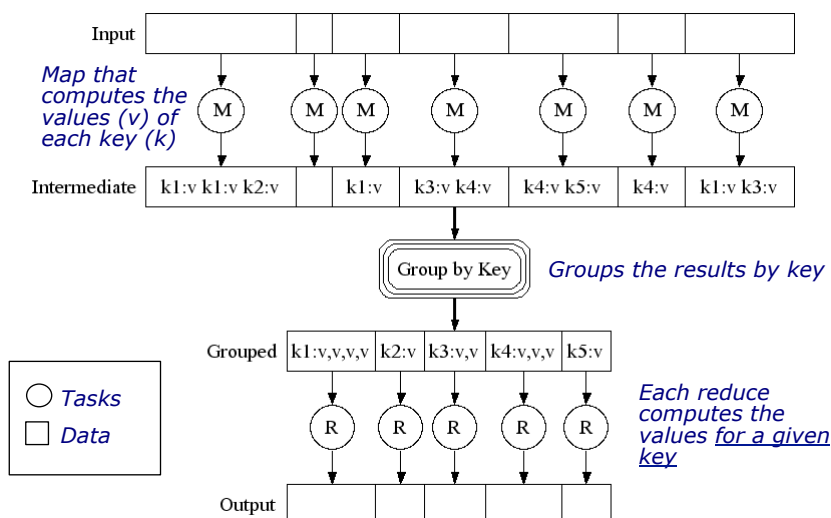 Input
Map that
computes the
values (v) of
each key (k)
M M M M M M M
Intermediate k1:v k1:v k2:v k1:v k3:v k4:v k4:v k5:v k4:v k1:v k3:v
Group by Key
Groups the results by key
Grouped k1:v,v,v,v k2:v k3:v,v k4:v,v,v k5:v
Tasks
Data
R R R R R
Each reduce
computes the
values for a given
key
Output